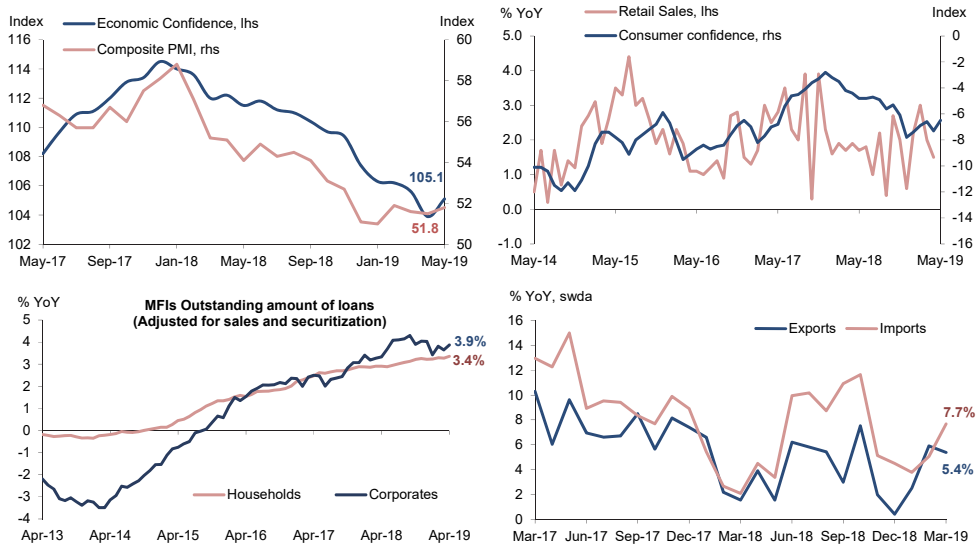 Index
Index
Economic Confidence, lhs
Composite PMI, rhs
116
114
112
110
108
106
104
102
60
58
56
54
52
50
105.1
51.8
May-17
Sep-17
Jan-18
May-18
Sep-18
Jan-19
May-19
% YoY
Index
Retail Sales, lhs
Consumer confidence, rhs
5.0
4.0
3.0
2.0
1.0
0.0
-1.0
0
-2
-4
-6
-8
-10
-12
-14
-16
May-14
May-15
May-16
May-17
May-18
May-19
% YoY
MFIs Outstanding amount of loans
(Adjusted for sales and securitization)
5
4
3
2
1
0
-1
-2
-3
-4
3.9%
3.4%
Households
Corporates
Apr-13
Apr-14
Apr-15
Apr-16
Apr-17
Apr-18
Apr-19
% YoY, swda
Exports
Imports
16
14
12
10
8
6
4
2
0
7.7%
5.4%
Mar-17
Jun-17
Sep-17
Dec-17
Mar-18
Jun-18
Sep-18
Dec-18
Mar-19